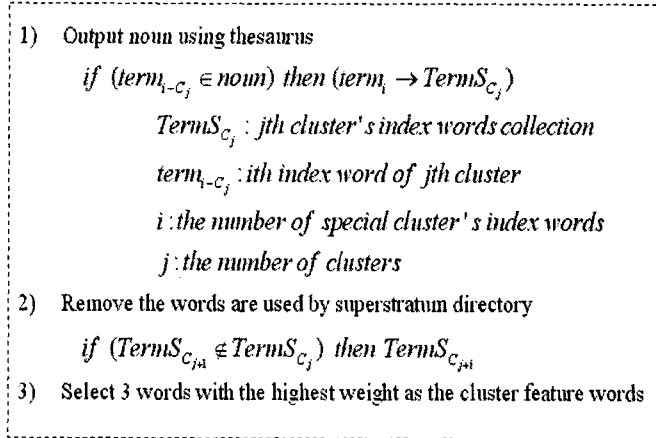 1) Output noun using thesaurus
if (term_{i-C_j} ∈ noun) then (term_i → TermS_{C_j})
TermS_{C_j} : jth cluster's index words collection
term_{i-C_j} : ith index word of jth cluster
i : the number of special cluster's index words
j : the number of clusters
2) Remove the words are used by superstratum directory
if (TermS_{C_{j+1}} ∉ TermS_{C_j}) then TermS_{C_{j+i}}
3) Select 3 words with the highest weight as the cluster feature words